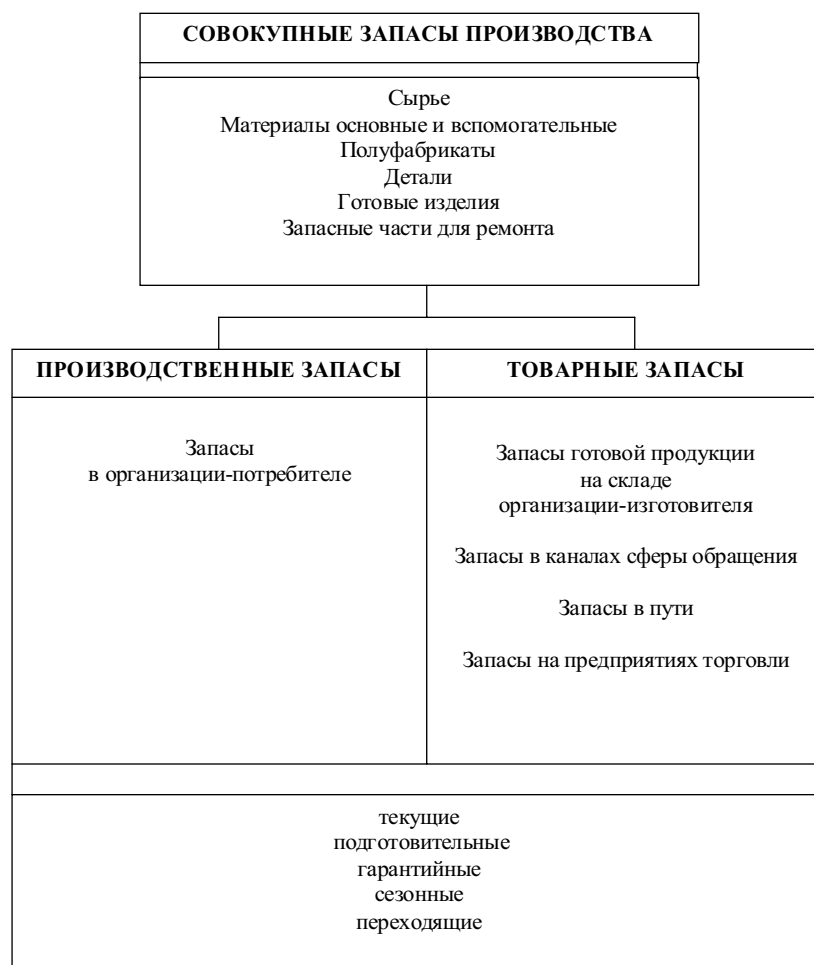 СОВОКУПНЫЕ ЗАПАСЫ ПРОИЗВОДСТВА
Сырье
Материалы основные и вспомогательные
Полуфабрикаты
Детали
Готовые изделия
Запасные части для ремонта
ПРОИЗВОДСТВЕННЫЕ ЗАПАСЫ
Запасы
в организации-потребителе
ТОВАРНЫЕ ЗАПАСЫ
Запасы готовой продукции
на складе
организации-изготовителя
Запасы в каналах сферы обращения
Запасы в пути
Запасы на предприятиях торговли
текущие
подготовительные
гарантийные
сезонные
переходящие